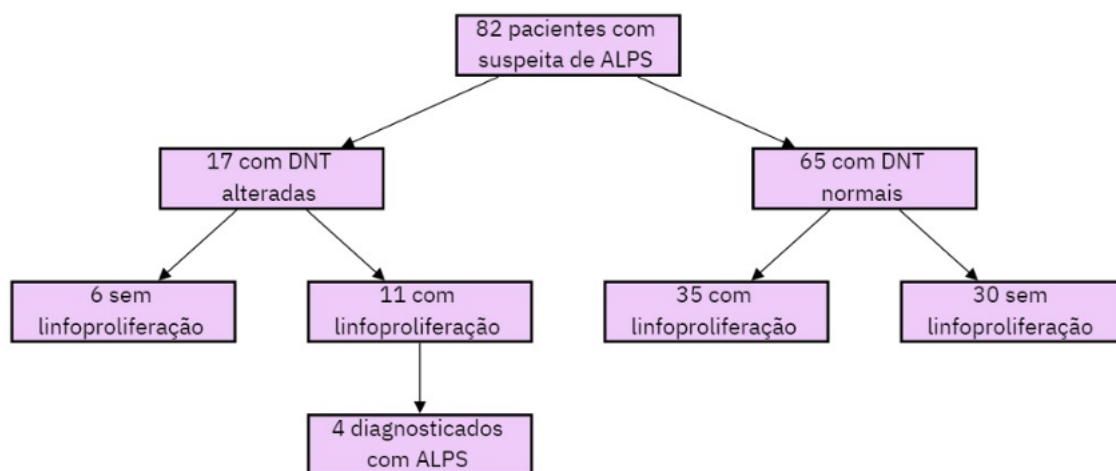 82 pacientes com
suspeita de ALPS
17 com DNT
alteradas
65 com DNT
normais
6 sem
linfoproliferação
11 com
linfoproliferação
35 com
linfoproliferação
30 sem
linfoproliferação
4 diagnosticados
com ALPS